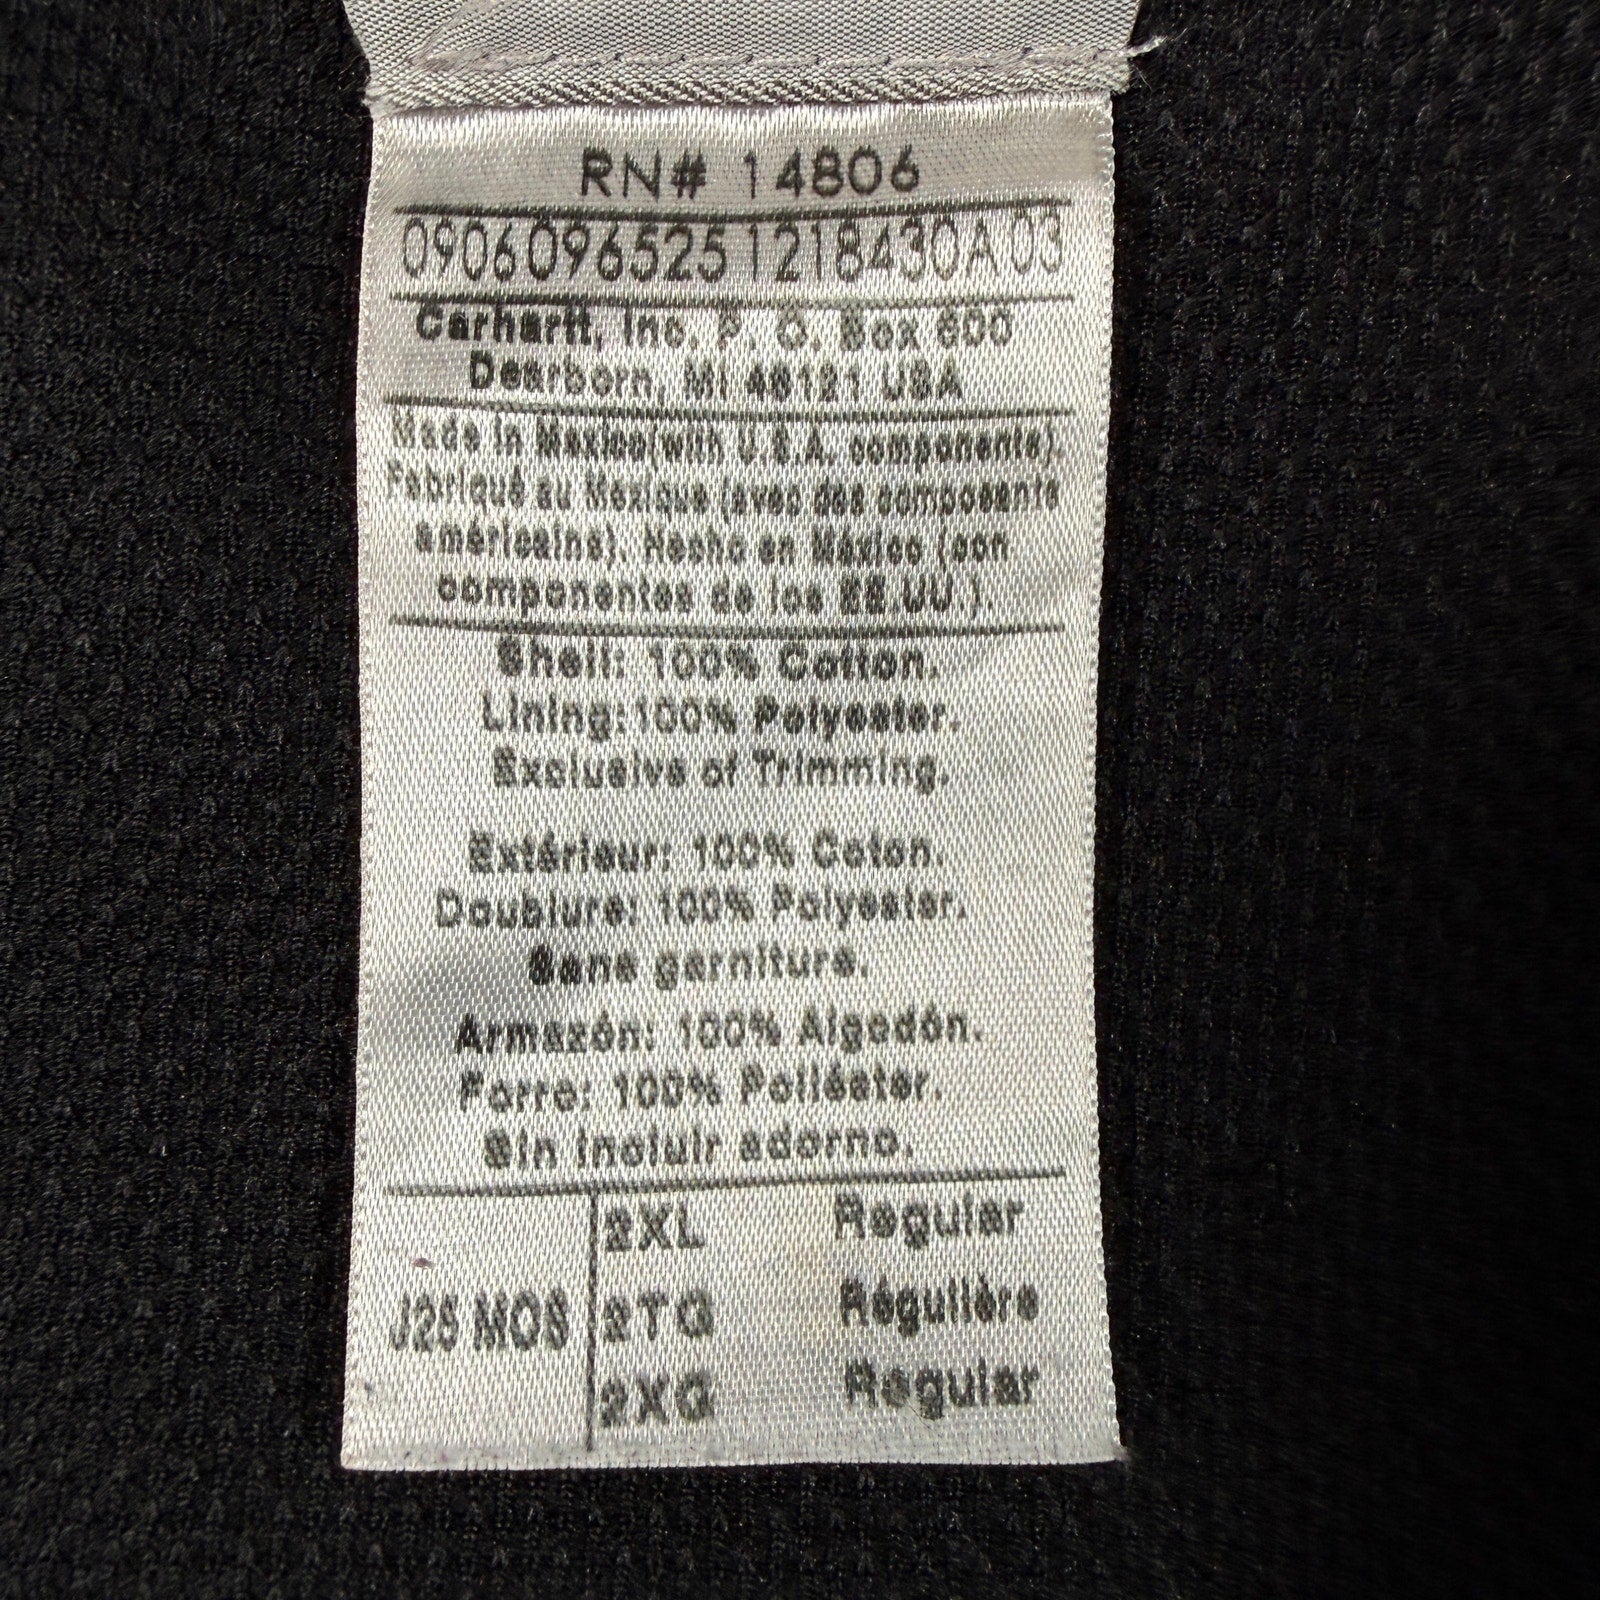 RN# 14806
09060965251218430A03
Carhartt, Inc. P. O. Box 600
Dearborn, MI 48121 USA
Made in Mexico(with U.S.A. components).
Fabriqué au Mexique (avec des composants
américains). Hecho en México (con
componentes de los EE.UU.).
Shell: 100% Cotton.
Lining: 100% Polyester.
Exclusive of Trimming.
Extérieur: 100% Coton.
Doublure: 100% Polyester.
Sans garniture.
Armazón: 100% Algodón.
Forro: 100% Poliéster.
Sin incluir adorno.
2XL Regular
J25 MOS 2TG Régulière
2XG Regular